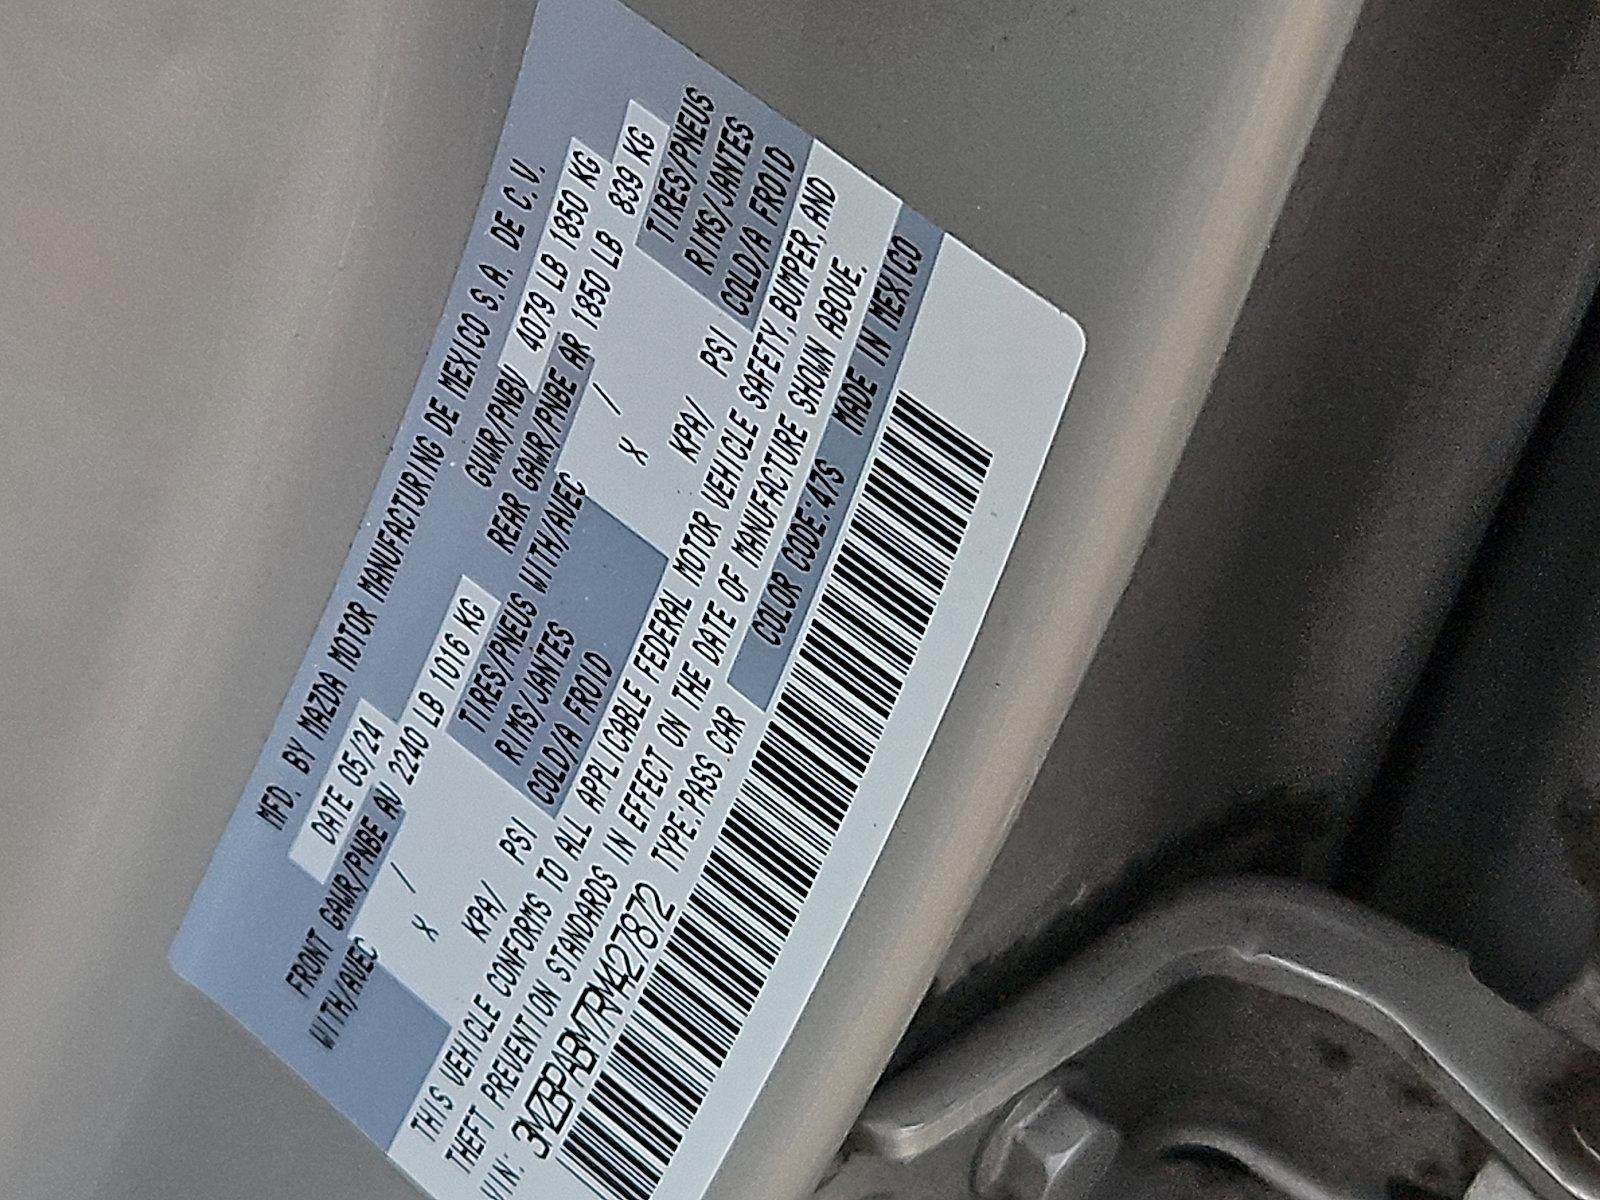 MFD. BY MAZDA MOTOR MANUFACTURING DE MEXICO S.A. DE C.V.
DATE 05/24 GVWR/PNBV 4079 LB 1850 KG
FRONT GAWR/PNBE AV 2240 LB 1016 KG REAR GAWR/PNBE AR 1850 LB 839 KG
WITH/AVEC / TIRES/PNEUS WITH/AVEC / TIRES/PNEUS
X RIMS/JANTES X RIMS/JANTES
KPA/ PSI COLD/A FROID KPA/ PSI COLD/A FROID
THIS VEHICLE CONFORMS TO ALL APPLICABLE FEDERAL MOTOR VEHICLE SAFETY, BUMPER, AND
THEFT PREVENTION STANDARDS IN EFFECT ON THE DATE OF MANUFACTURE SHOWN ABOVE.
VIN: 3MZBPABM7RM427872 TYPE:PASS CAR COLOR CODE:47S MADE IN MEXICO